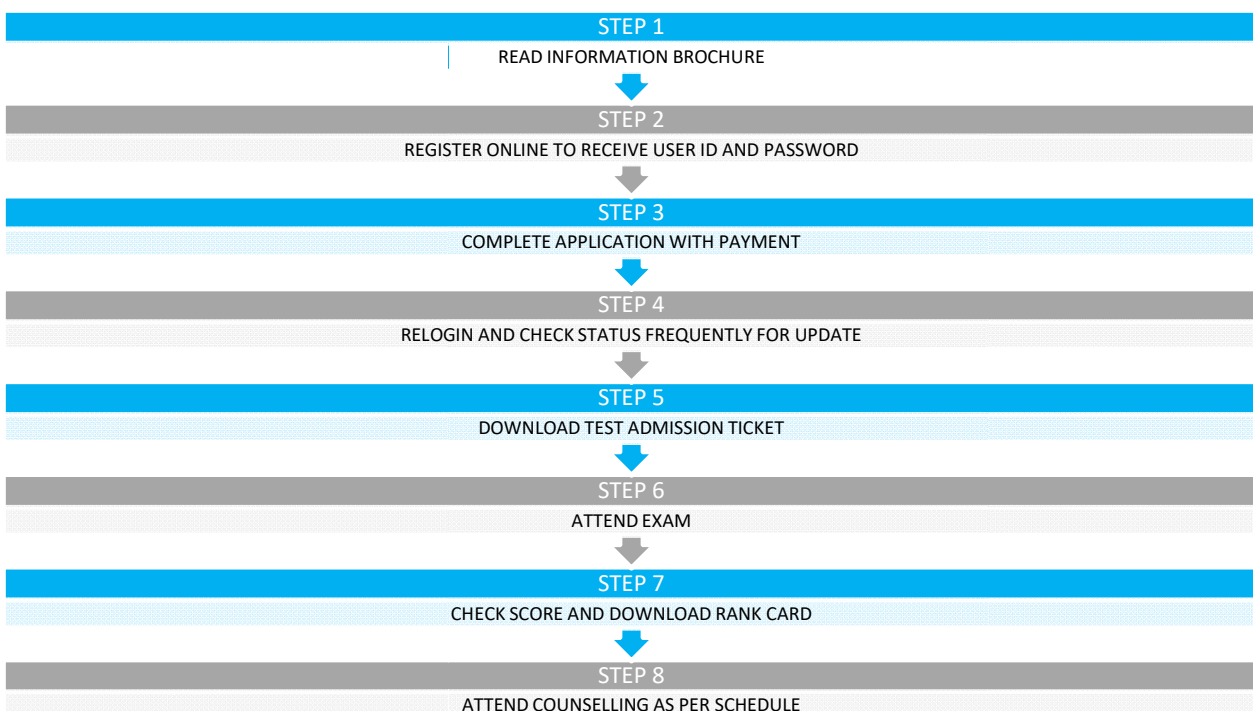 STEP 1
READ INFORMATION BROCHURE
STEP 2
REGISTER ONLINE TO RECEIVE USER ID AND PASSWORD
STEP 3
COMPLETE APPLICATION WITH PAYMENT
STEP 4
RELOGIN AND CHECK STATUS FREQUENTLY FOR UPDATE
STEP 5
DOWNLOAD TEST ADMISSION TICKET
STEP 6
ATTEND EXAM
STEP 7
CHECK SCORE AND DOWNLOAD RANK CARD
STEP 8
ATTEND COUNSELLING AS PER SCHEDULE